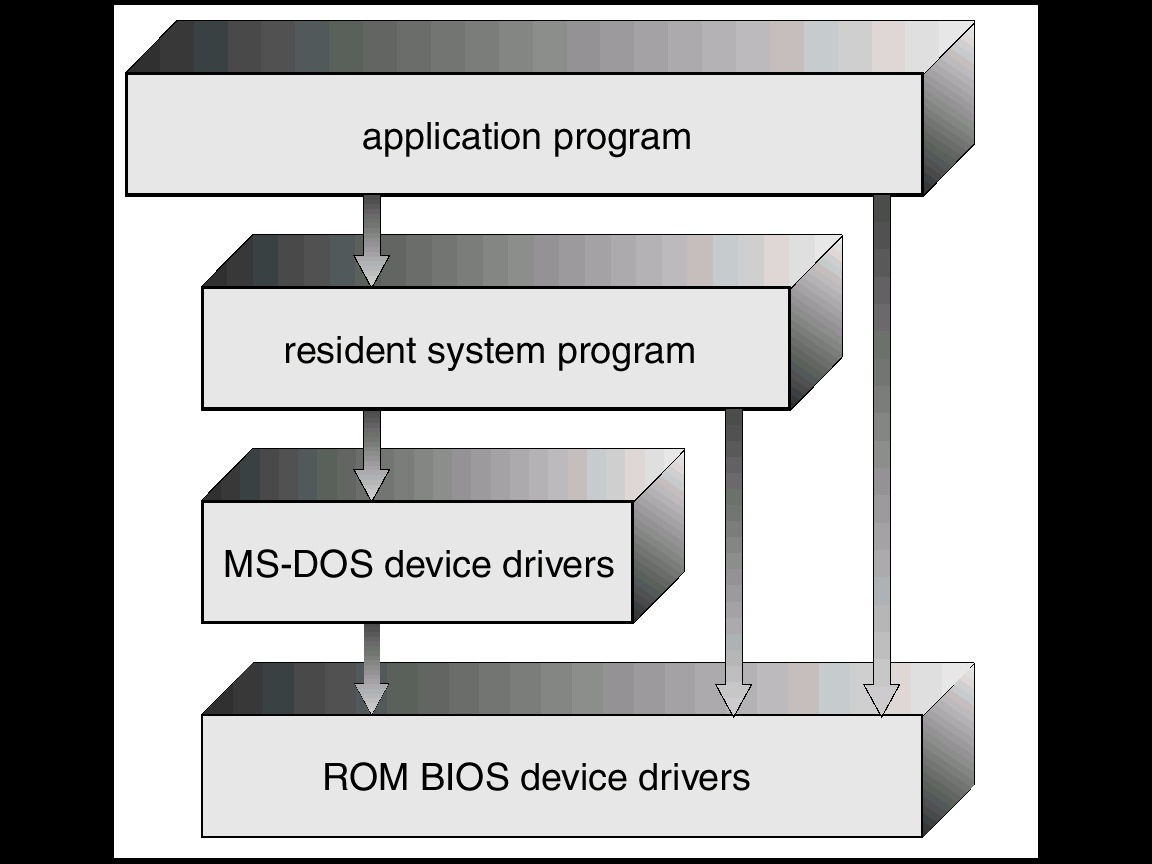 application program
resident system program
MS-DOS device drivers
ROM BIOS device drivers